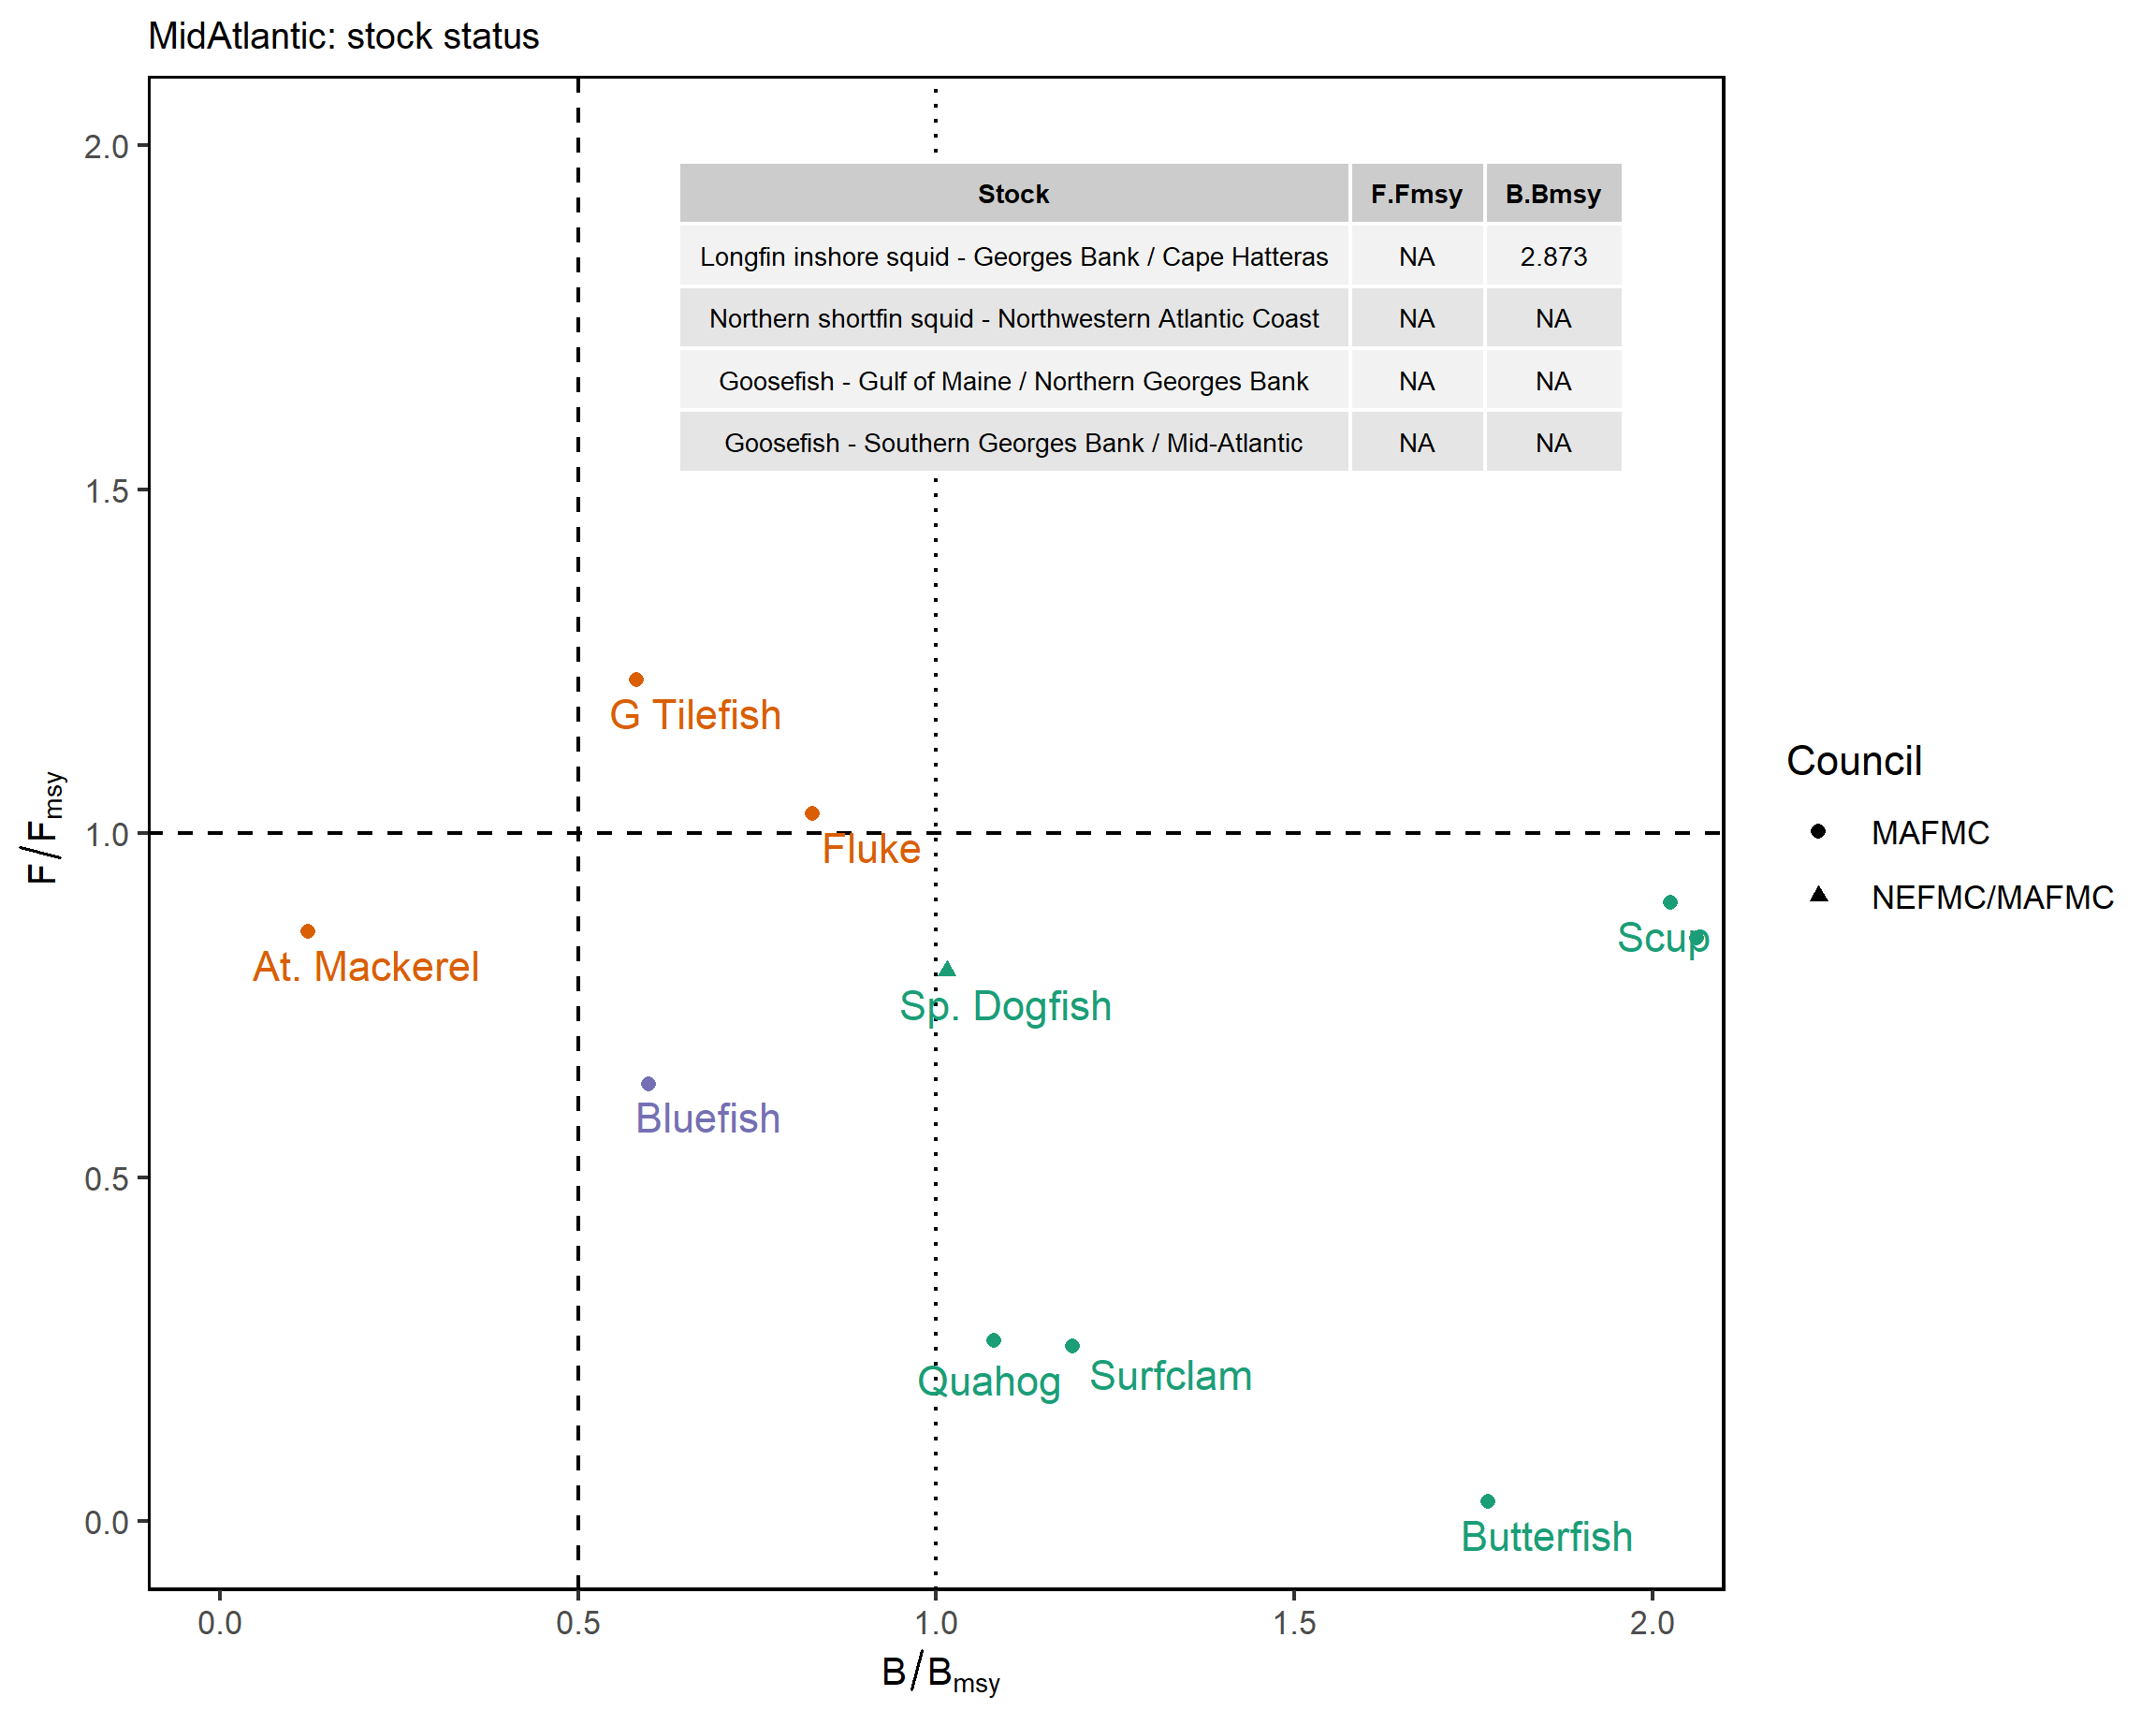 MidAtlantic: stock status
2.0
1.5
1.0
0.5
0.0
F/Fmsy
Stock F.Fmsy B.Bmsy
Longfin inshore squid - Georges Bank / Cape Hatteras NA 2.873
Northern shortfin squid - Northwestern Atlantic Coast NA NA
Goosefish - Gulf of Maine / Northern Georges Bank NA NA
Goosefish - Southern Georges Bank / Mid-Atlantic NA NA
G Tilefish
Fluke
At. Mackerel
Scup
Sp. Dogfish
Bluefish
Quahog
Surfclam
Butterfish
0.0 0.5 1.0 1.5 2.0
B/Bmsy
Council
MAFMC
NEFMC/MAFMC